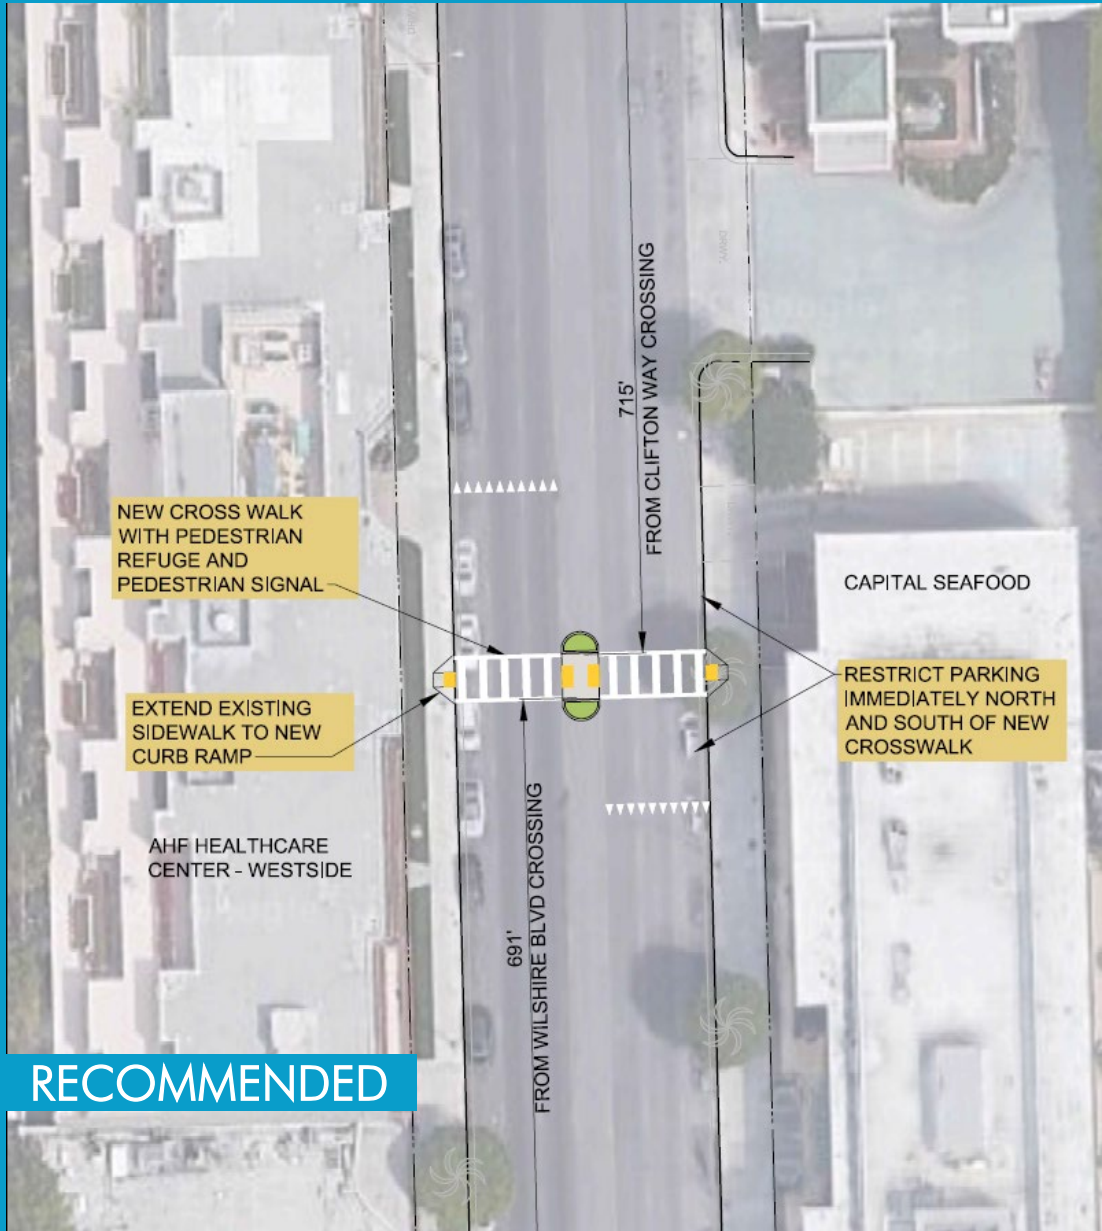 715'
FROM CLIFTON WAY CROSSING
NEW CROSS WALK
WITH PEDESTRIAN
REFUGE AND
PEDESTRIAN SIGNAL
CAPITAL SEAFOOD
EXTEND EXISTING
SIDEWALK TO NEW
CURB RAMP
RESTRICT PARKING
IMMEDIATELY NORTH
AND SOUTH OF NEW
CROSSWALK
AHF HEALTHCARE
CENTER - WESTSIDE
691'
FROM WILSHIRE BLVD CROSSING
RECOMMENDED